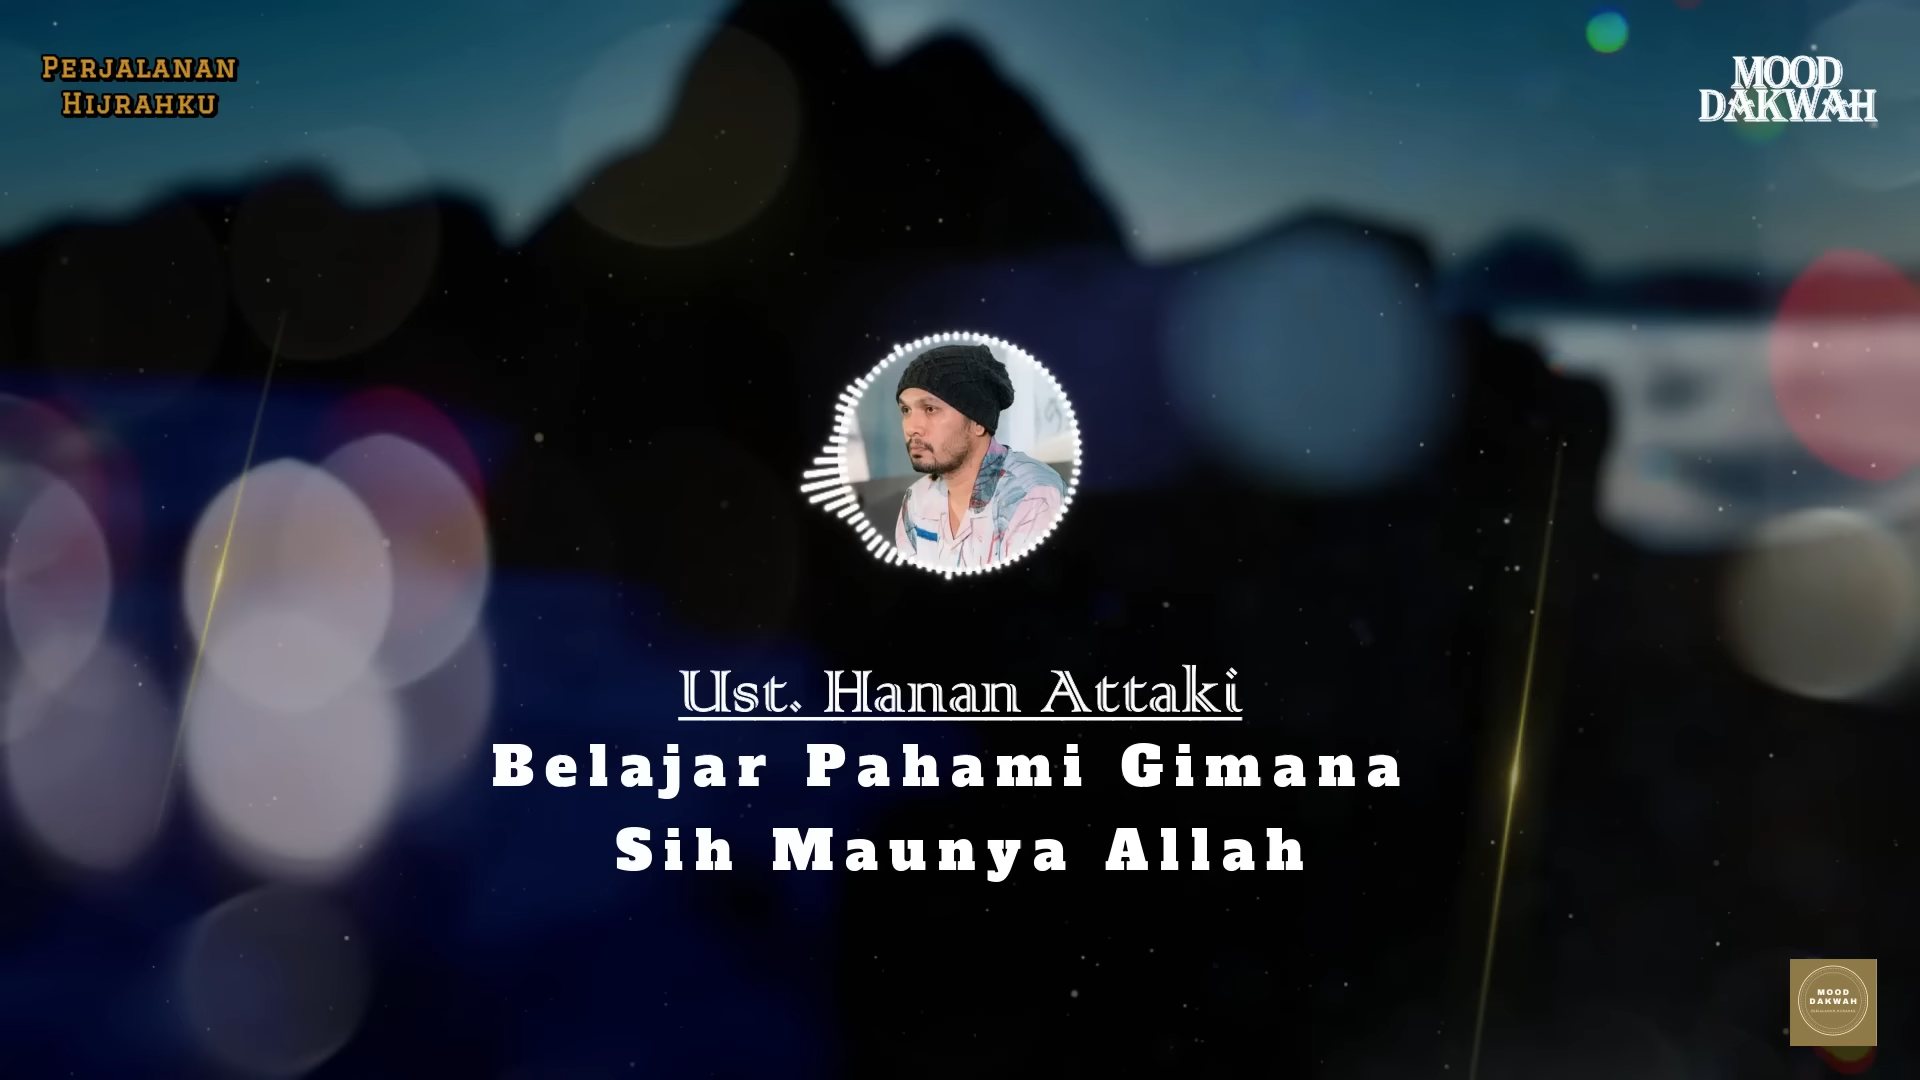 PERJALANAN
HIJRAHKU
MOOD
DAKWAH
Ust. Hanan Attaki
Belajar Pahami Gimana
Sih Maunya Allah
MOOD
DAKWAH